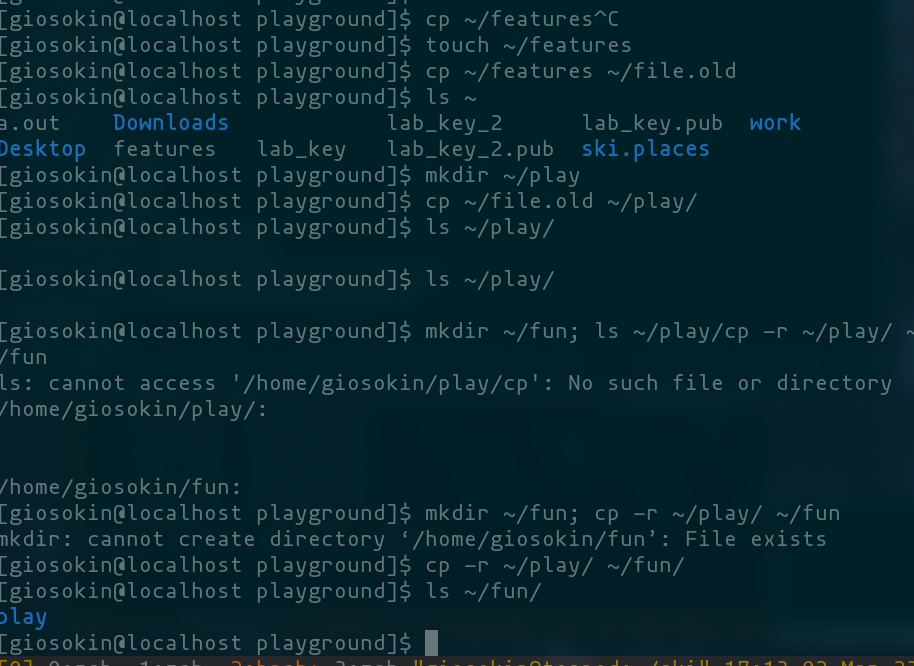 [giosokin@localhost playground]$ cp ~/features^C
[giosokin@localhost playground]$ touch ~/features
[giosokin@localhost playground]$ cp ~/features ~/file.old
[giosokin@localhost playground]$ ls ~
a.out Downloads lab_key_2 lab_key.pub work
Desktop features lab_key lab_key_2.pub ski.places
[giosokin@localhost playground]$ mkdir ~/play
[giosokin@localhost playground]$ cp ~/file.old ~/play/
[giosokin@localhost playground]$ ls ~/play/
[giosokin@localhost playground]$ ls ~/play/
[giosokin@localhost playground]$ mkdir ~/fun; ls ~/play/cp -r ~/play/ ~
/fun
ls: cannot access '/home/giosokin/play/cp': No such file or directory
/home/giosokin/play/:
/home/giosokin/fun:
[giosokin@localhost playground]$ mkdir ~/fun; cp -r ~/play/ ~/fun
mkdir: cannot create directory ‘/home/giosokin/fun’: File exists
[giosokin@localhost playground]$ cp -r ~/play/ ~/fun/
[giosokin@localhost playground]$ ls ~/fun/
play
[giosokin@localhost playground]$